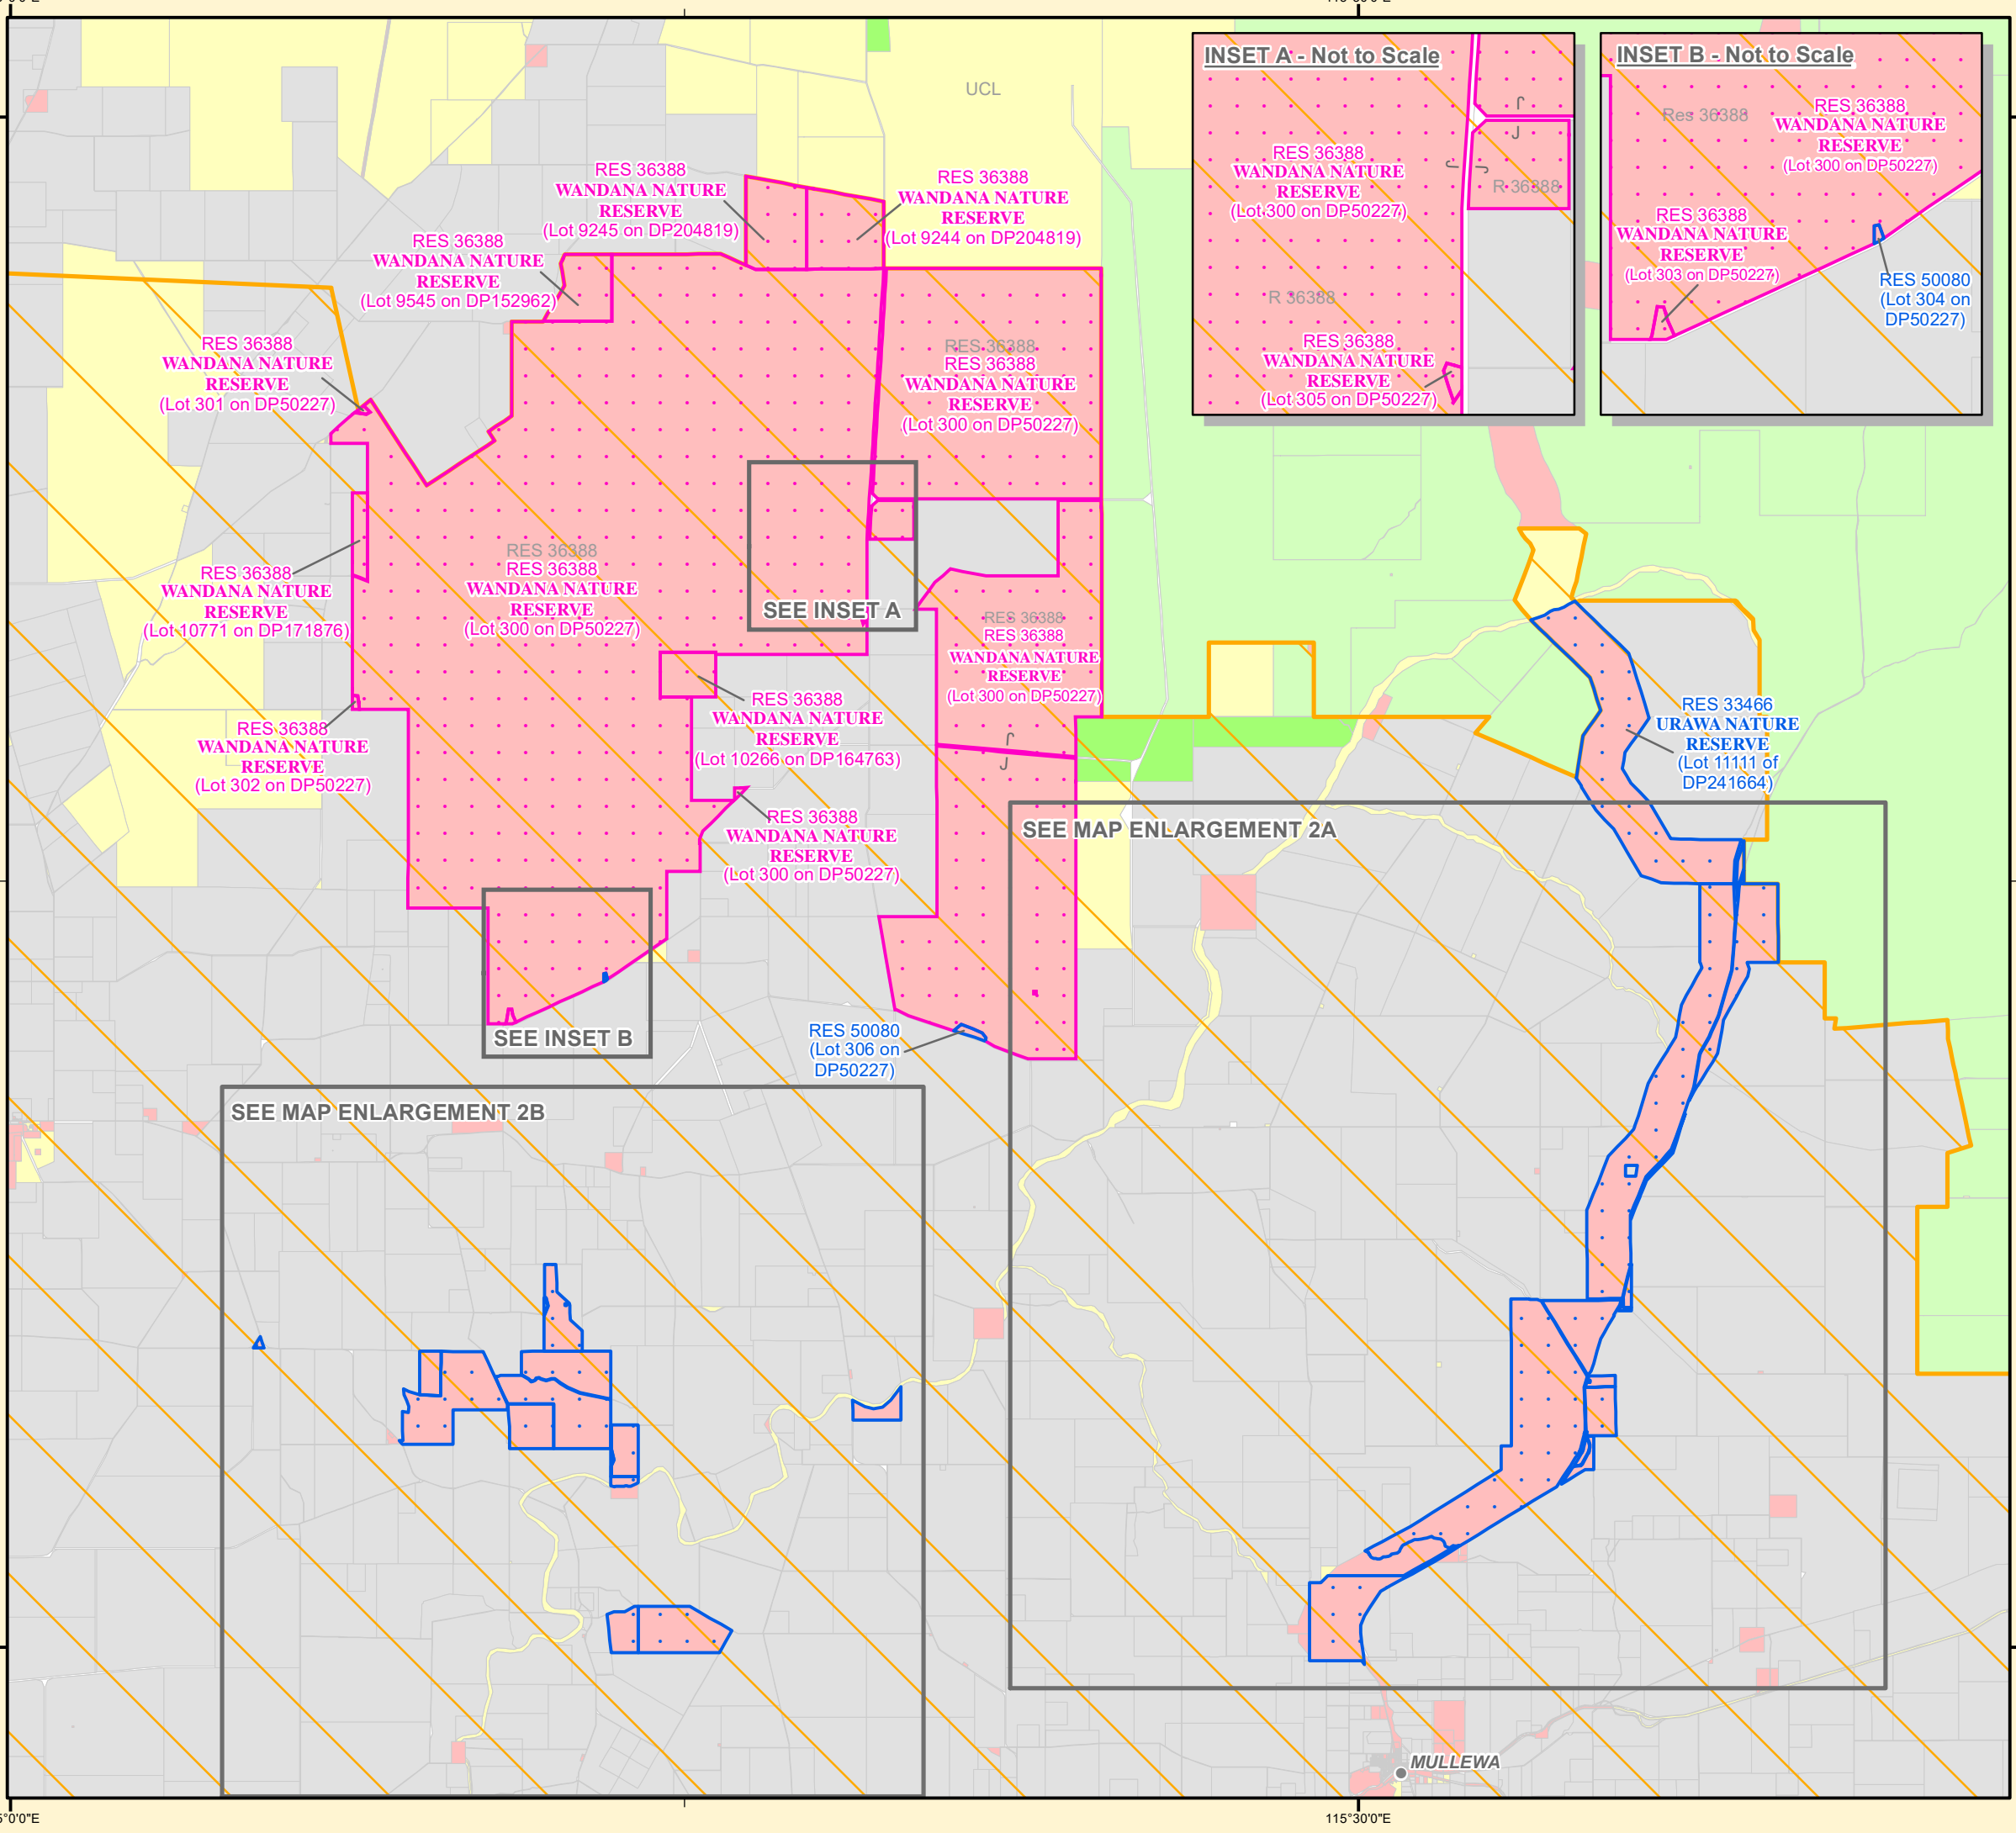 INSET A - Not to Scale
RES 36388
WANDANA NATURE
RESERVE
(Lot 300 on DP50227)
R 36388
R 36388
RES 36388
WANDANA NATURE
RESERVE
(Lot 305 on DP50227)
INSET B - Not to Scale
Res 36388
RES 36388
WANDANA NATURE
RESERVE
(Lot 300 on DP50227)
RES 36388
WANDANA NATURE
RESERVE
(Lot 303 on DP50227)
RES 50080
(Lot 304 on
DP50227)
UCL
RES 36388
WANDANA NATURE
RESERVE
(Lot 9245 on DP204819)
RES 36388
WANDANA NATURE
RESERVE
(Lot 9244 on DP204819)
RES 36388
WANDANA NATURE
RESERVE
(Lot 9545 on DP152962)
RES 36388
WANDANA NATURE
RESERVE
(Lot 301 on DP50227)
RES 36388
RES 36388
WANDANA NATURE
RESERVE
(Lot 300 on DP50227)
RES 36388
RES 36388
WANDANA NATURE
RESERVE
(Lot 300 on DP50227)
RES 36388
WANDANA NATURE
RESERVE
(Lot 10771 on DP171876)
SEE INSET A
RES 36388
RES 36388
WANDANA NATURE
RESERVE
(Lot 300 on DP50227)
RES 36388
WANDANA NATURE
RESERVE
(Lot 302 on DP50227)
RES 36388
WANDANA NATURE
RESERVE
(Lot 10266 on DP164763)
RES 33466
URAWA NATURE
RESERVE
(Lot 11111 of
DP241664)
RES 36388
WANDANA NATURE
RESERVE
(Lot 300 on DP50227)
SEE MAP ENLARGEMENT 2A
SEE INSET B
RES 50080
(Lot 306 on
DP50227)
SEE MAP ENLARGEMENT 2B
MULLEWA
5°0'0"E
115°30'0"E